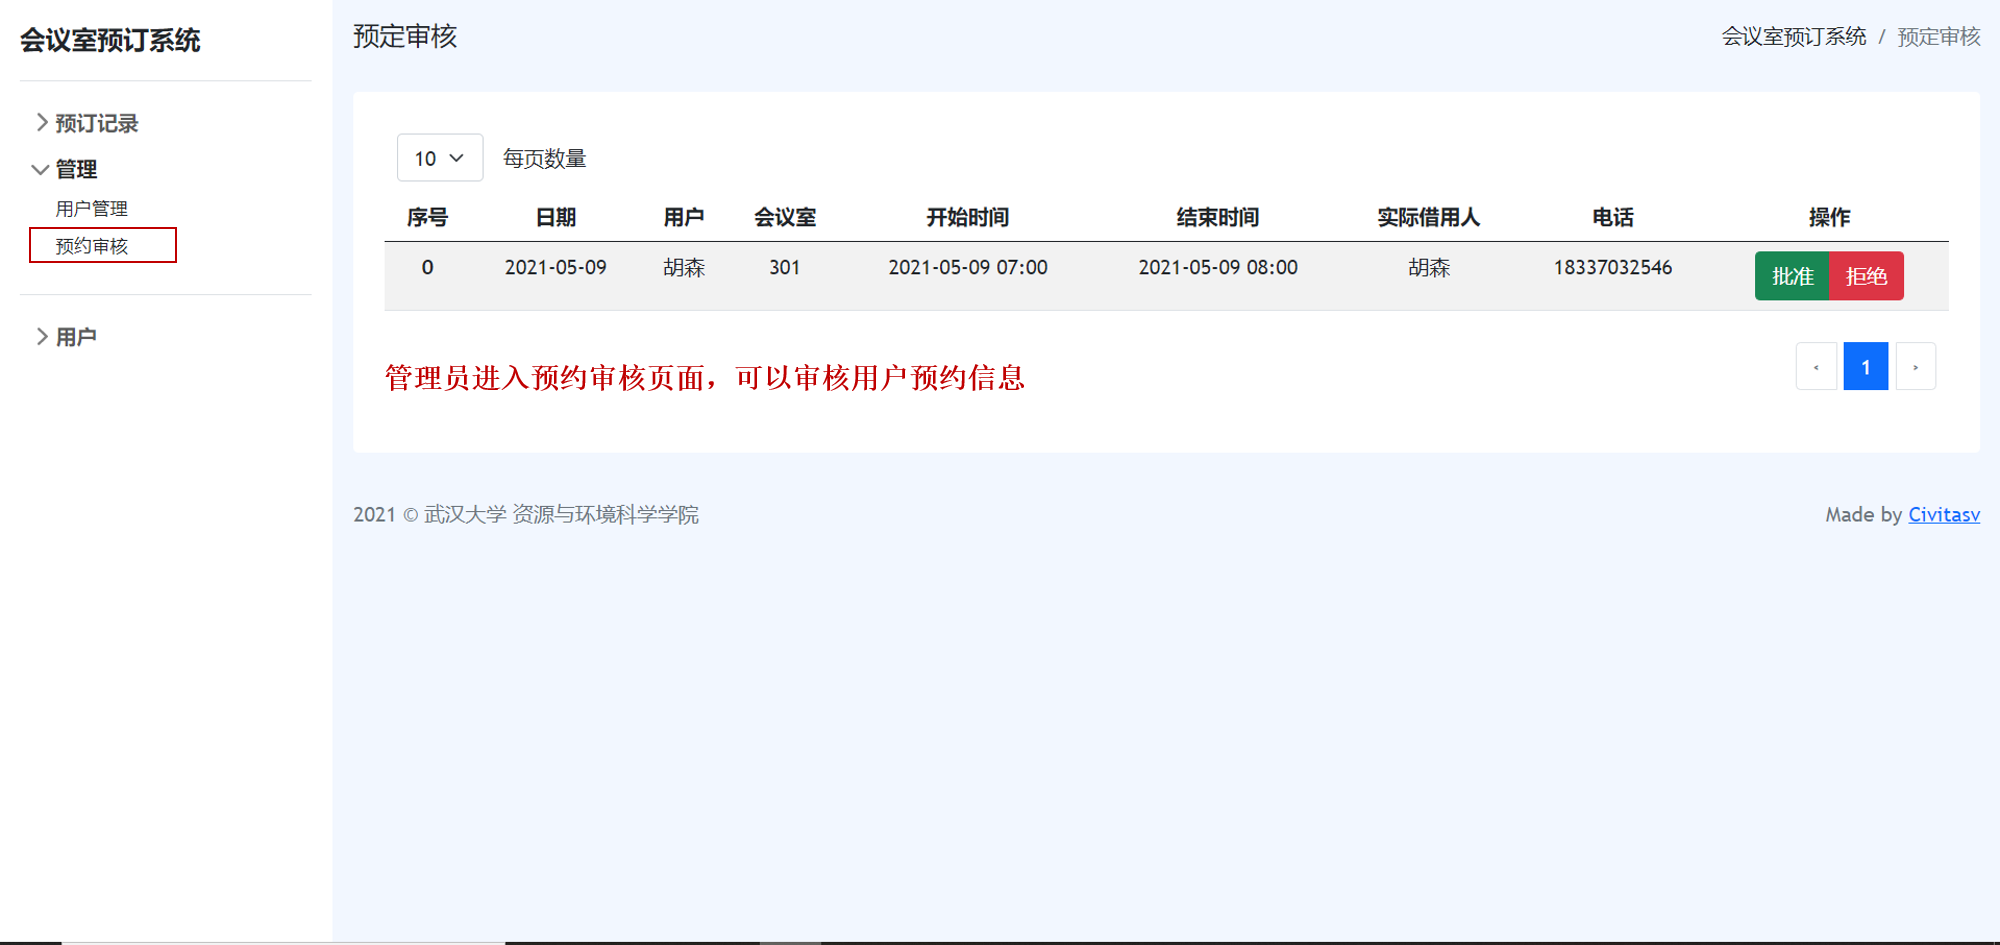 会议室预订系统
预订记录
管理
用户管理
预约审核
用户
预定审核
会议室预订系统 / 预定审核
10 每页数量
序号 日期 用户 会议室 开始时间 结束时间 实际借用人 电话 操作
0 2021-05-09 胡森 301 2021-05-09 07:00 2021-05-09 08:00 胡森 18337032546 批准 拒绝
管理员进入预约审核页面，可以审核用户预约信息
‹ 1 ›
2021 © 武汉大学 资源与环境科学学院
Made by Civitasv